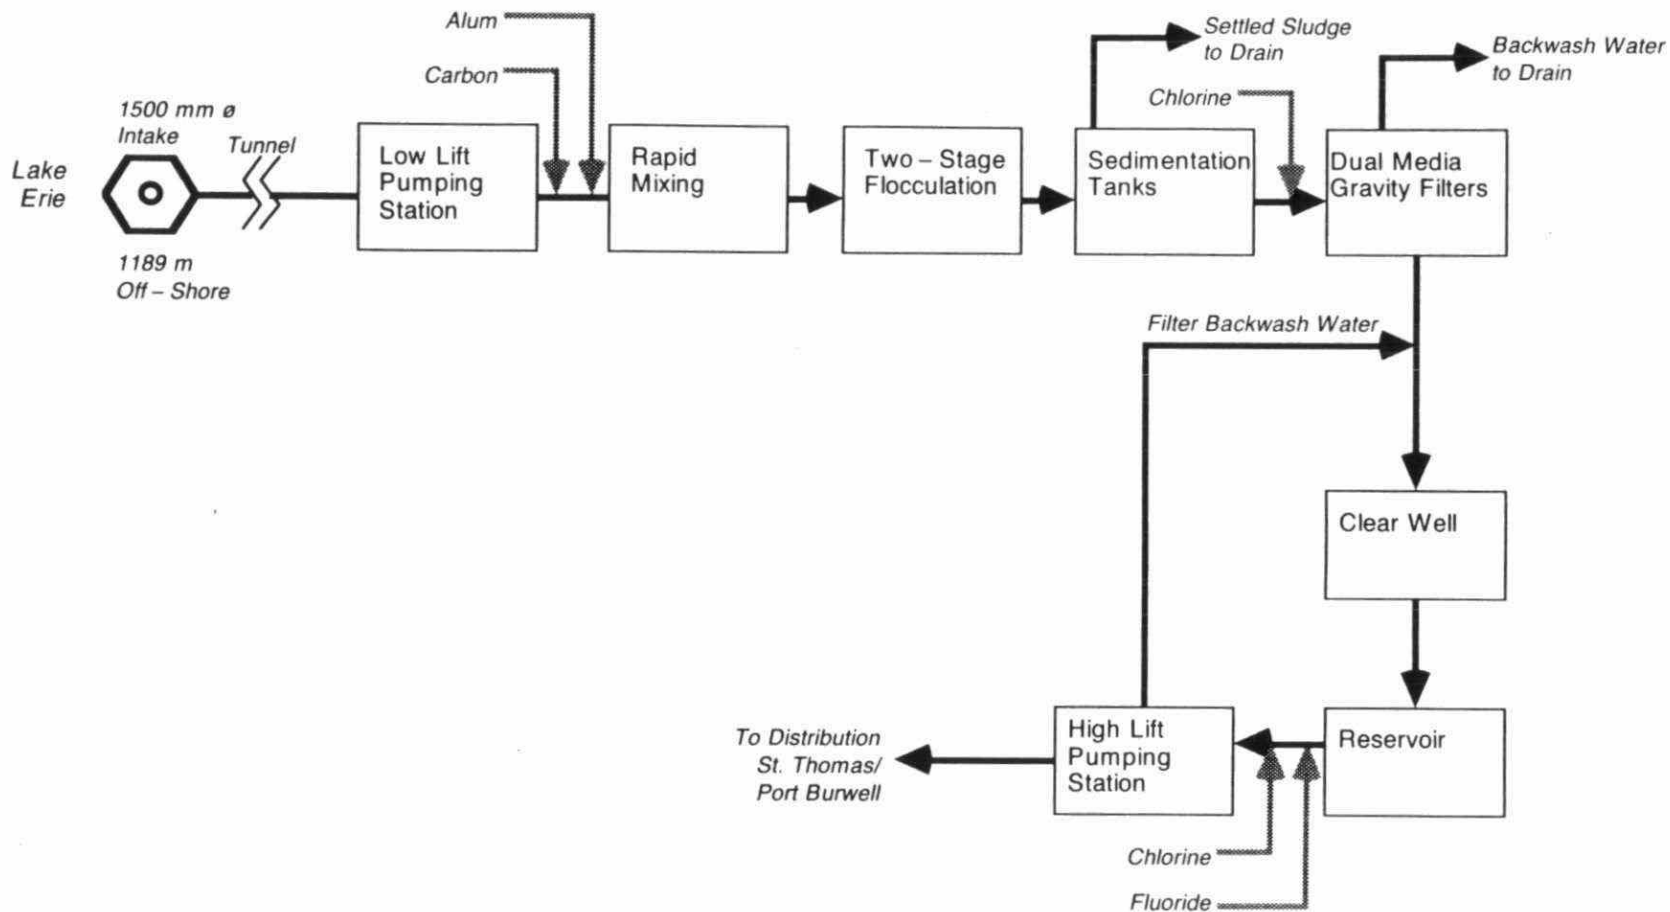 Alum
Carbon
Settled Sludge
to Drain
Backwash Water
to Drain
Chlorine
1500 mm ø
Intake
Tunnel
Lake
Erie
1189 m
Off – Shore
Low Lift
Pumping
Station
Rapid
Mixing
Two – Stage
Flocculation
Sedimentation
Tanks
Dual Media
Gravity Filters
Filter Backwash Water
Clear Well
Reservoir
High Lift
Pumping
Station
To Distribution
St. Thomas/
Port Burwell
Chlorine
Fluoride